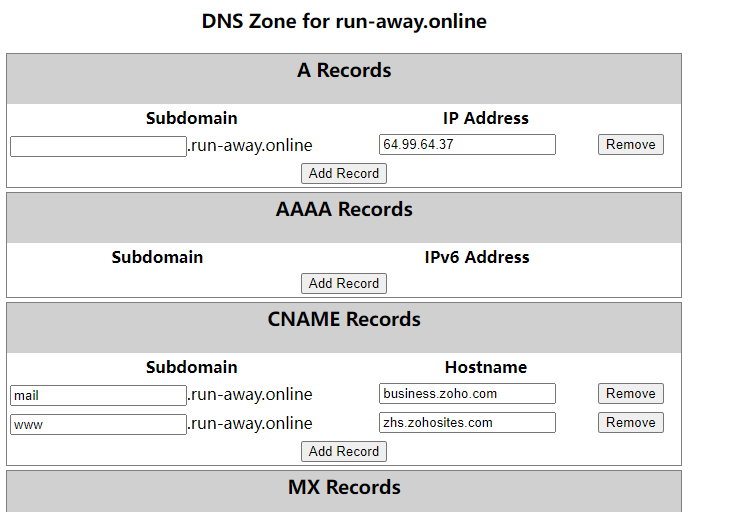 DNS Zone for run-away.online
A Records
Subdomain IP Address
.run-away.online 64.99.64.37 Remove
Add Record
AAAA Records
Subdomain IPv6 Address
Add Record
CNAME Records
Subdomain Hostname
mail .run-away.online business.zoho.com Remove
www .run-away.online zhs.zohosites.com Remove
Add Record
MX Records